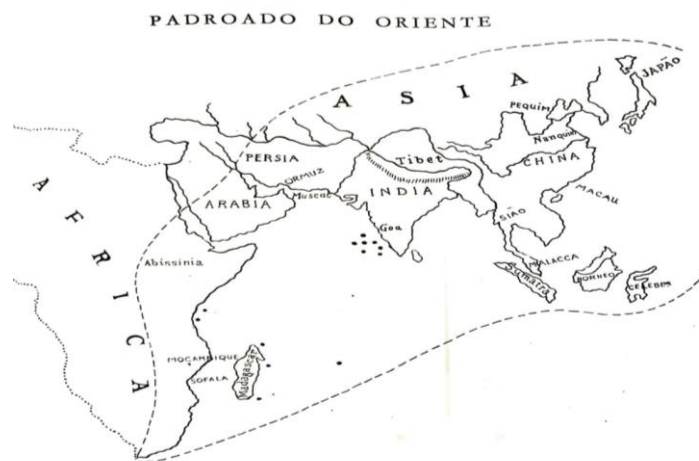 PADROADO DO ORIENTE
ASIA
JAPÃO
PEQUIM
Nanquim
PERSIA
Tibet
CHINA
ORMUZ
INDIA
ARABIA
Muscat
MACAU
AFRICA
SIÃO
Goa
Abissinia
MALACCA
Sumatra
BORNEO
CELEBES
MOÇAMBIQUE
SOFALA
Madagascar